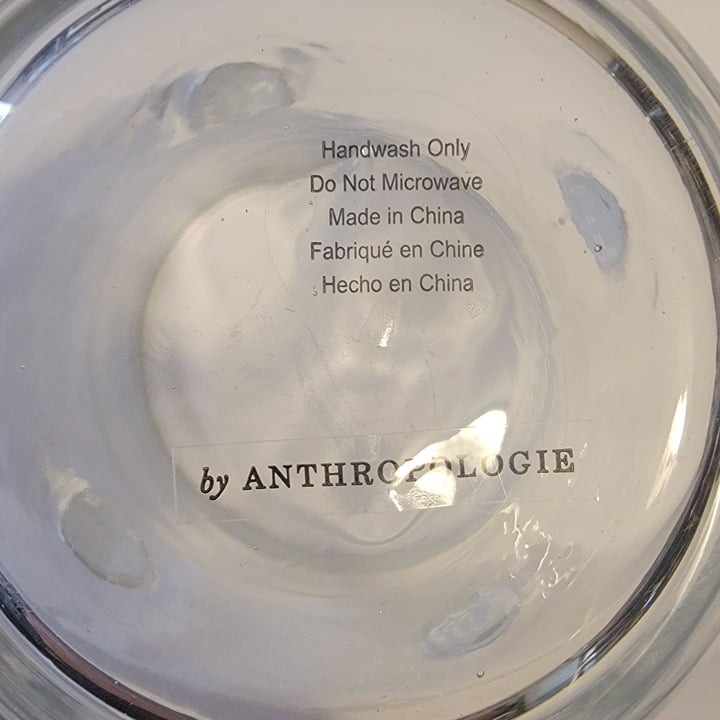 Handwash Only
Do Not Microwave
Made in China
Fabriqué en Chine
Hecho en China
by ANTHROPOLOGIE